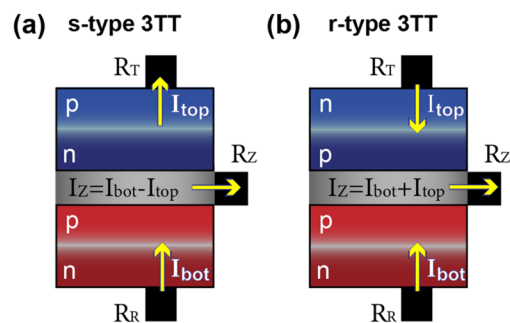 (a) s-type 3TT
RT
p
Itop
n
RZ
IZ=Ibot-Itop
p
Ibot
n
RR
(b) r-type 3TT
RT
n
Itop
p
RZ
IZ=Ibot+Itop
p
Ibot
n
RR